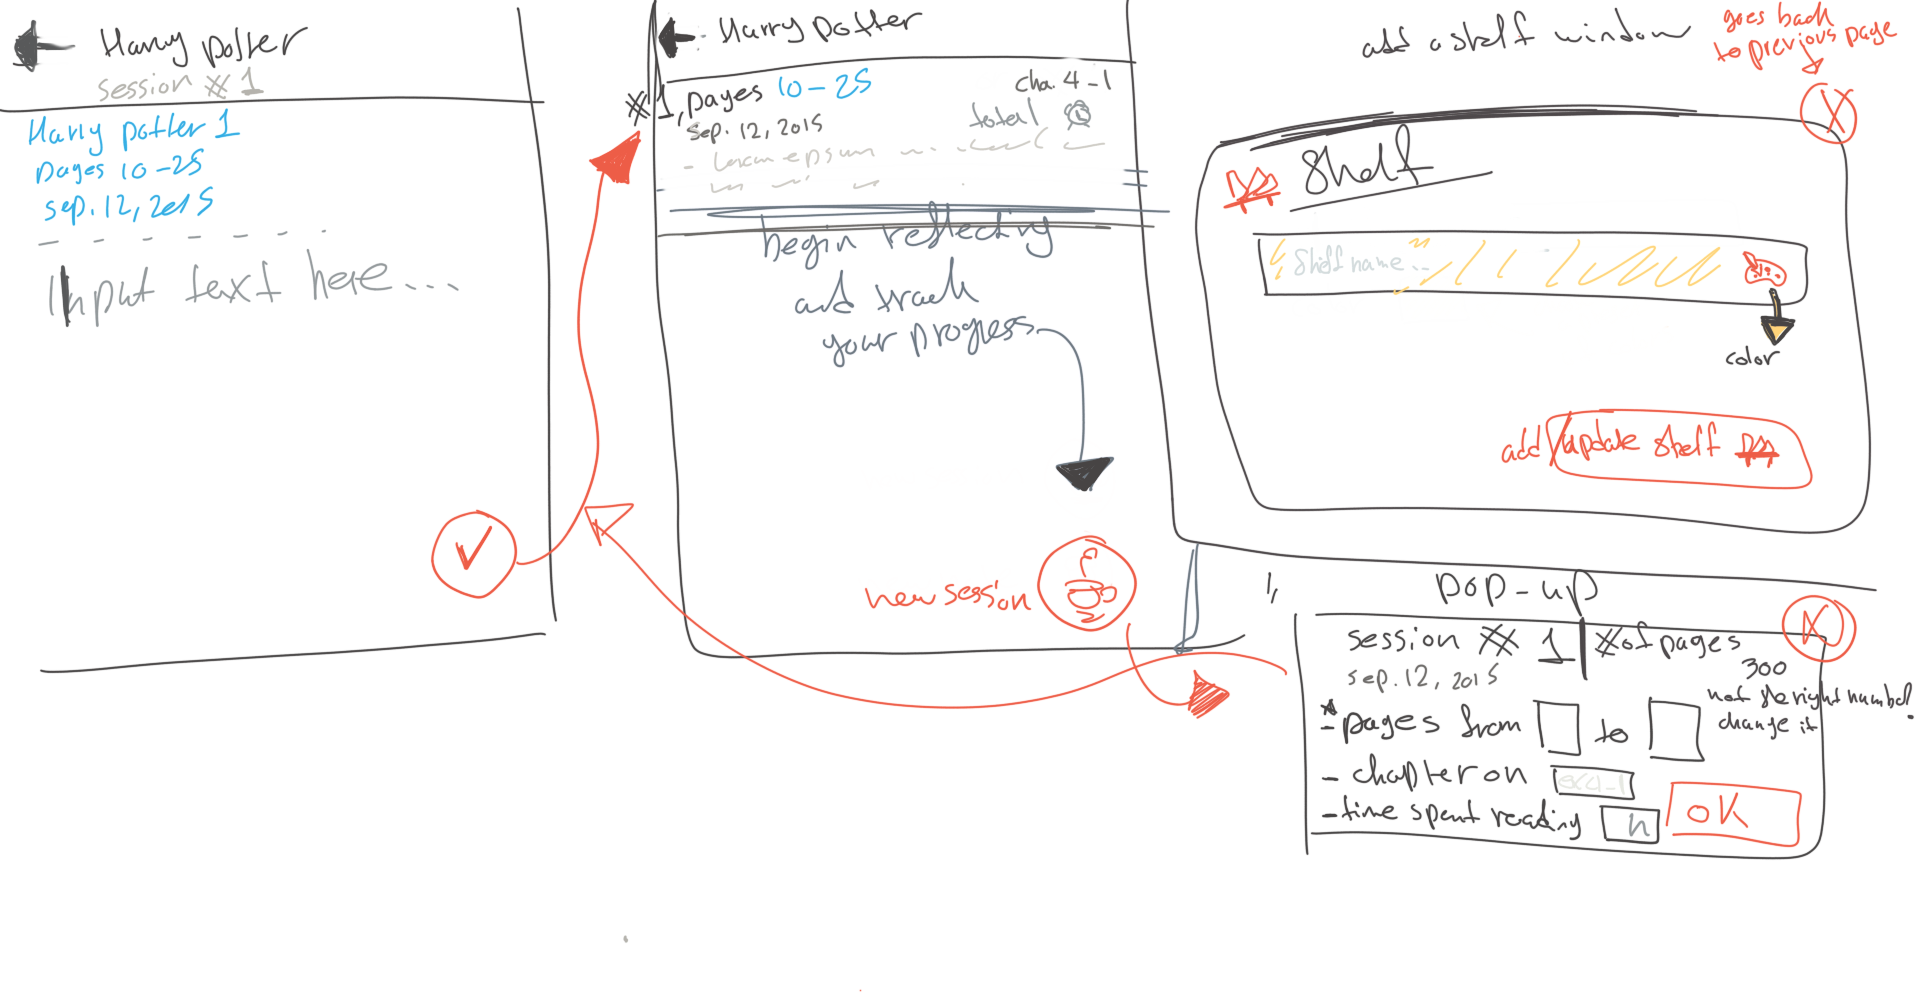 Harry potter
session # 1
Harry potter 1
pages 10-25
sep. 12, 2015
Input text here...
Harry potter
#1, pages 10-25
cha. 4-1
sep. 12, 2015
total
begin reflecting
and track
your progress
new session
add a shelf window
goes back
to previous page
X
Shelf
Shelf name...
color
add/update shelf
1,
pop-up
session # 1
# of pages
300
sep. 12, 2015
not the right number?
change it
* - pages from to
- chapter on
- time spent reading h
OK